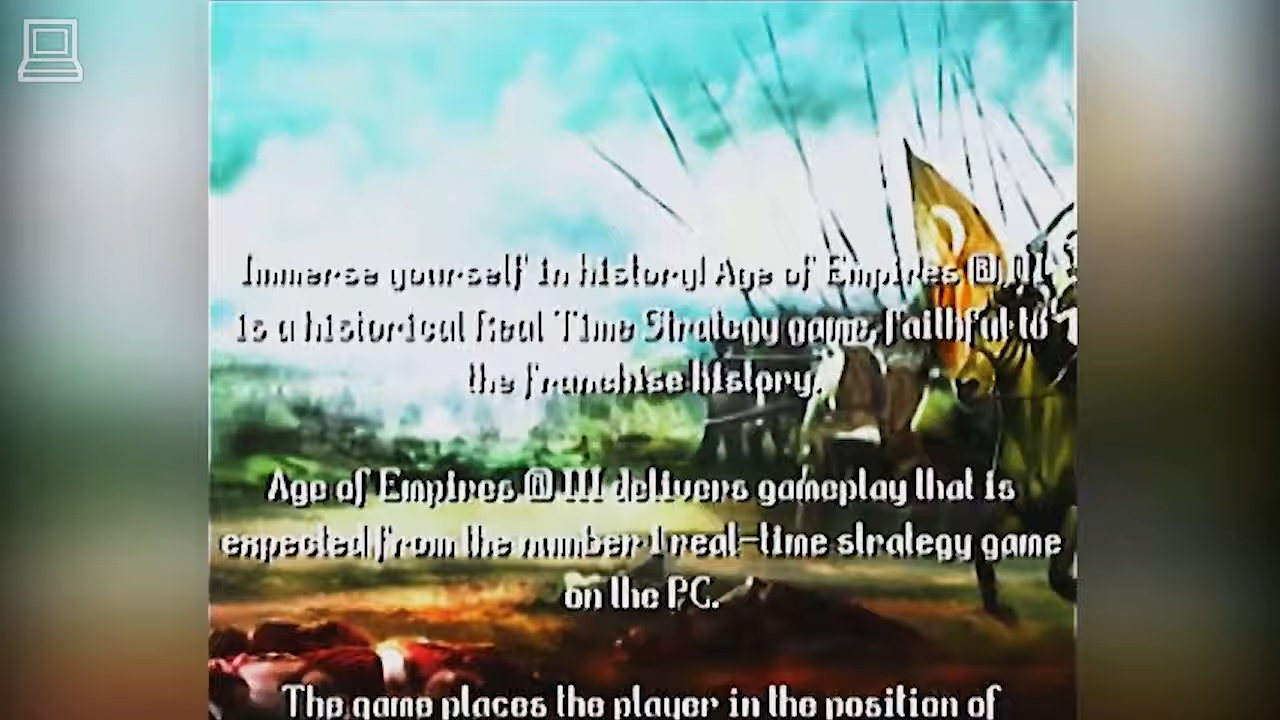 Immerse yourself in history! Age of Empires ® III
is a historical Real Time Strategy game, faithful to
the franchise history.
Age of Empires ® III delivers gameplay that is
expected from the number 1 real-time strategy game
on the PC.
The game places the player in the position of